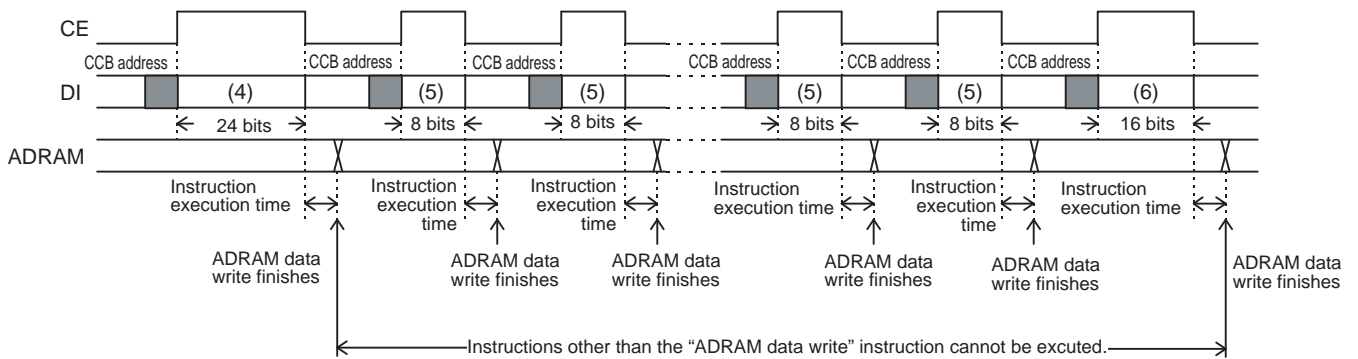 CE
CCB address CCB address CCB address CCB address CCB address CCB address
DI (4) (5) (5) (5) (5) (6)
24 bits 8 bits 8 bits 8 bits 8 bits 16 bits
ADRAM
Instruction
execution time
Instruction
execution
time
Instruction
execution
time
Instruction
execution time
Instruction
execution
time
Instruction
execution time
ADRAM data
write finishes
ADRAM data
write finishes
ADRAM data
write finishes
ADRAM data
write finishes
ADRAM data
write finishes
ADRAM data
write finishes
Instructions other than the “ADRAM data write” instruction cannot be excuted.